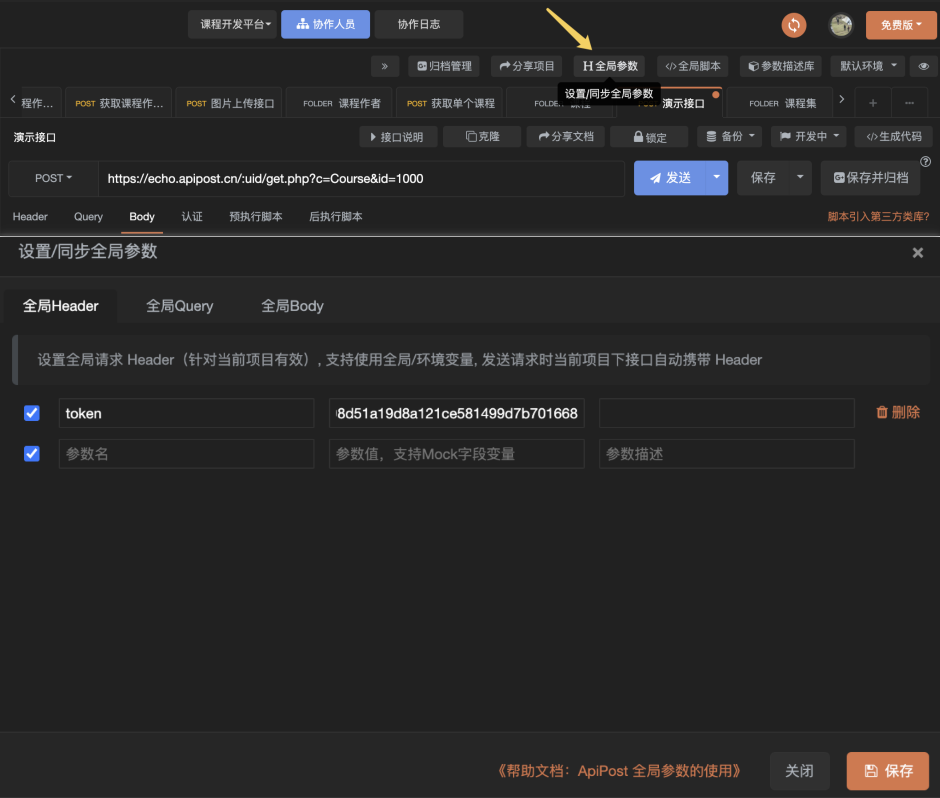 课程开发平台 协作人员 协作日志 免费版
» 归档管理 分享项目 H全局参数 </>全局脚本 参数描述库 默认环境
程作... POST 获取课程作... POST 图片上传接口 FOLDER 课程作者 POST 获取单个课程 演示接口 FOLDER 课程集 + ...
设置/同步全局参数
演示接口 接口说明 克隆 分享文档 锁定 备份 开发中 </>生成代码
POST https://echo.apipost.cn/:uid/get.php?c=Course&id=1000 发送 保存 保存并归档
Header Query Body 认证 预执行脚本 后执行脚本 脚本引入第三方类库?
设置/同步全局参数 ×
全局Header 全局Query 全局Body
设置全局请求 Header（针对当前项目有效）, 支持使用全局/环境变量, 发送请求时当前项目下接口自动携带 Header
token 8d51a19d8a121ce581499d7b701668 删除
参数名 参数值，支持Mock字段变量 参数描述
《帮助文档：ApiPost 全局参数的使用》 关闭 保存